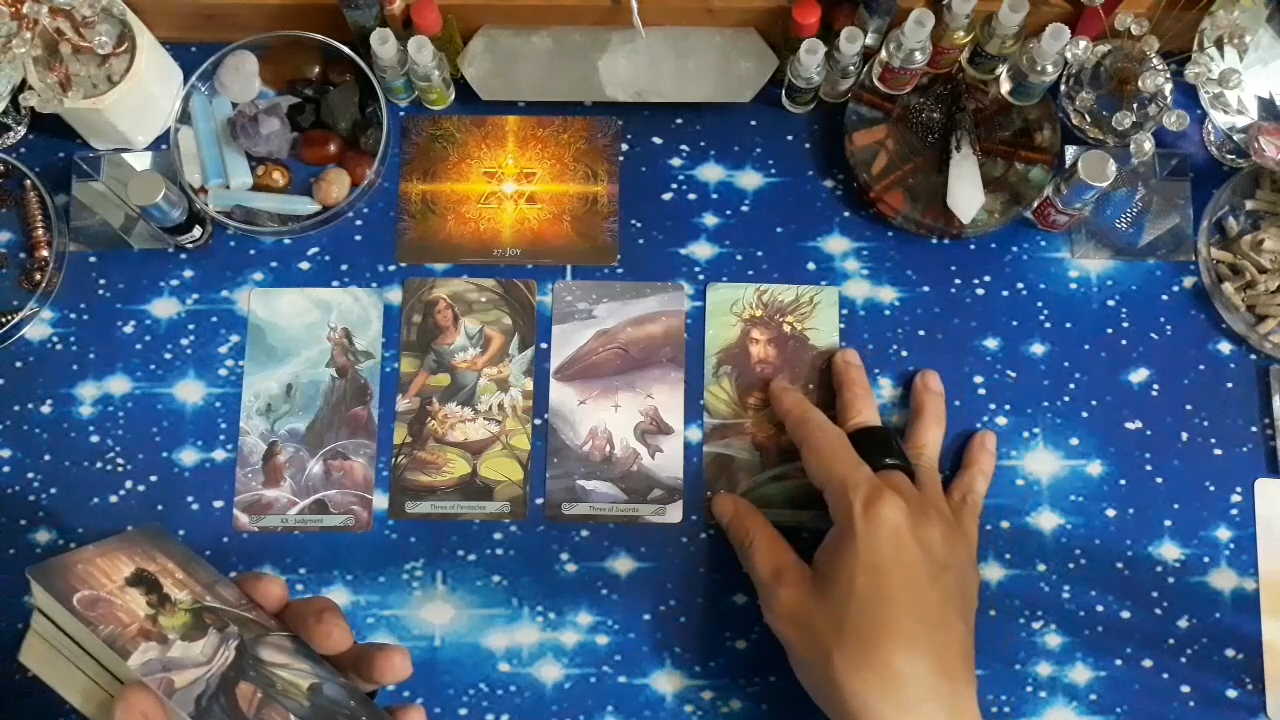 27. JOY
XX - Judgment
Three of Pentacles
Three of Swords